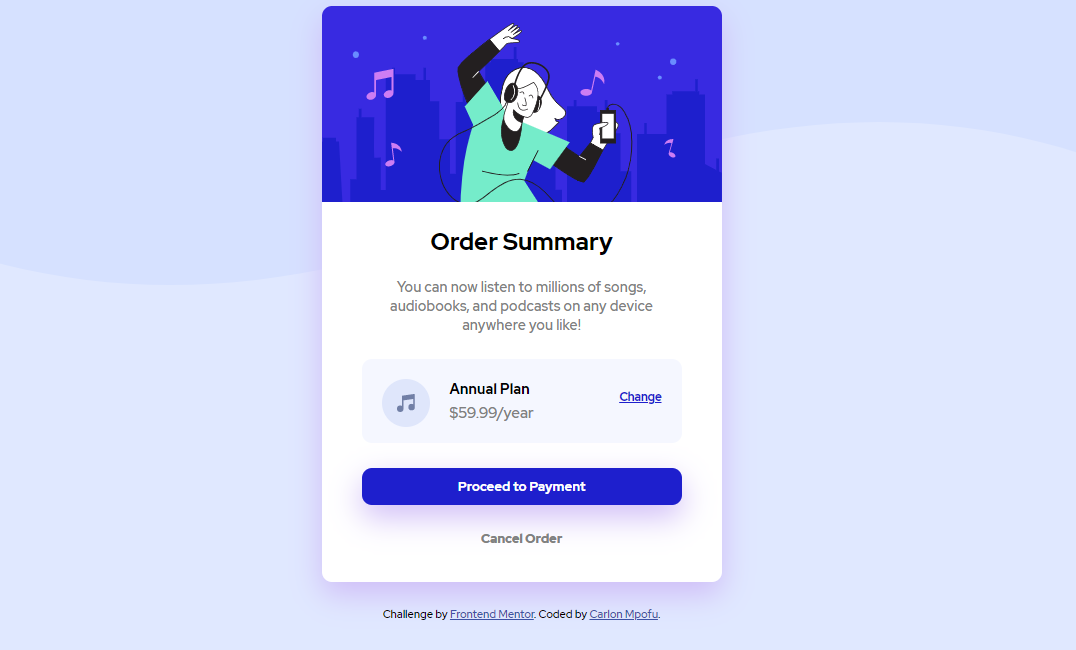 Order Summary
You can now listen to millions of songs,
audiobooks, and podcasts on any device
anywhere you like!
Annual Plan
$59.99/year
Change
Proceed to Payment
Cancel Order
Challenge by Frontend Mentor. Coded by Carlon Mpofu.